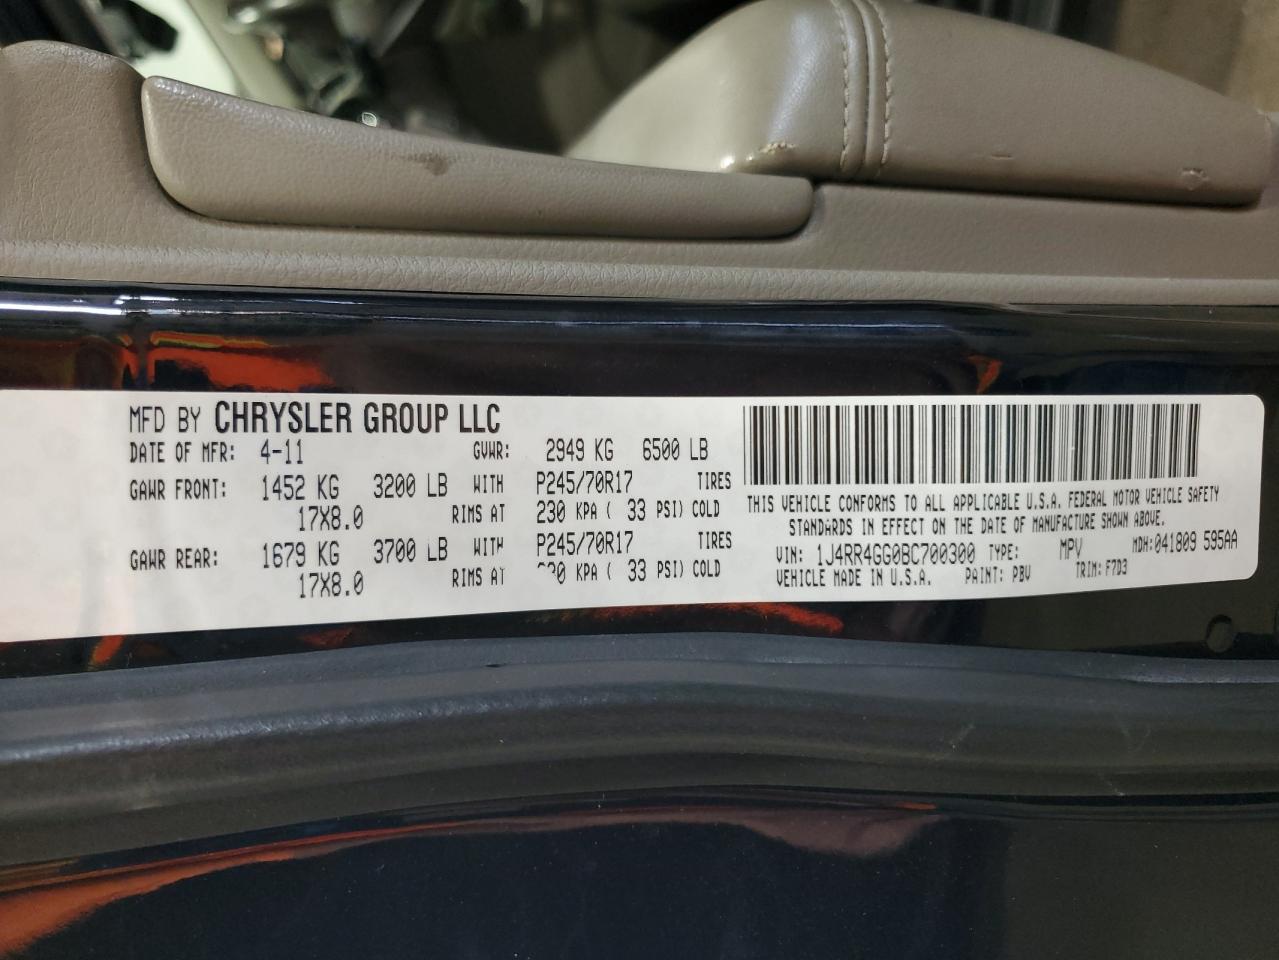 MFD BY CHRYSLER GROUP LLC
DATE OF MFR: 4-11 GVWR: 2949 KG 6500 LB
GAWR FRONT: 1452 KG 3200 LB WITH P245/70R17 TIRES
17X8.0 RIMS AT 230 KPA ( 33 PSI) COLD
GAWR REAR: 1679 KG 3700 LB WITH P245/70R17 TIRES
17X8.0 RIMS AT KPA ( 33 PSI) COLD
THIS VEHICLE CONFORMS TO ALL APPLICABLE U.S.A. FEDERAL MOTOR VEHICLE SAFETY
STANDARDS IN EFFECT ON THE DATE OF MANUFACTURE SHOWN ABOVE.
VIN: 1J4RR4GG0BC700300 TYPE: MPV MDH:041809 595AA
VEHICLE MADE IN U.S.A. PAINT: PBV TRIM: F7D3